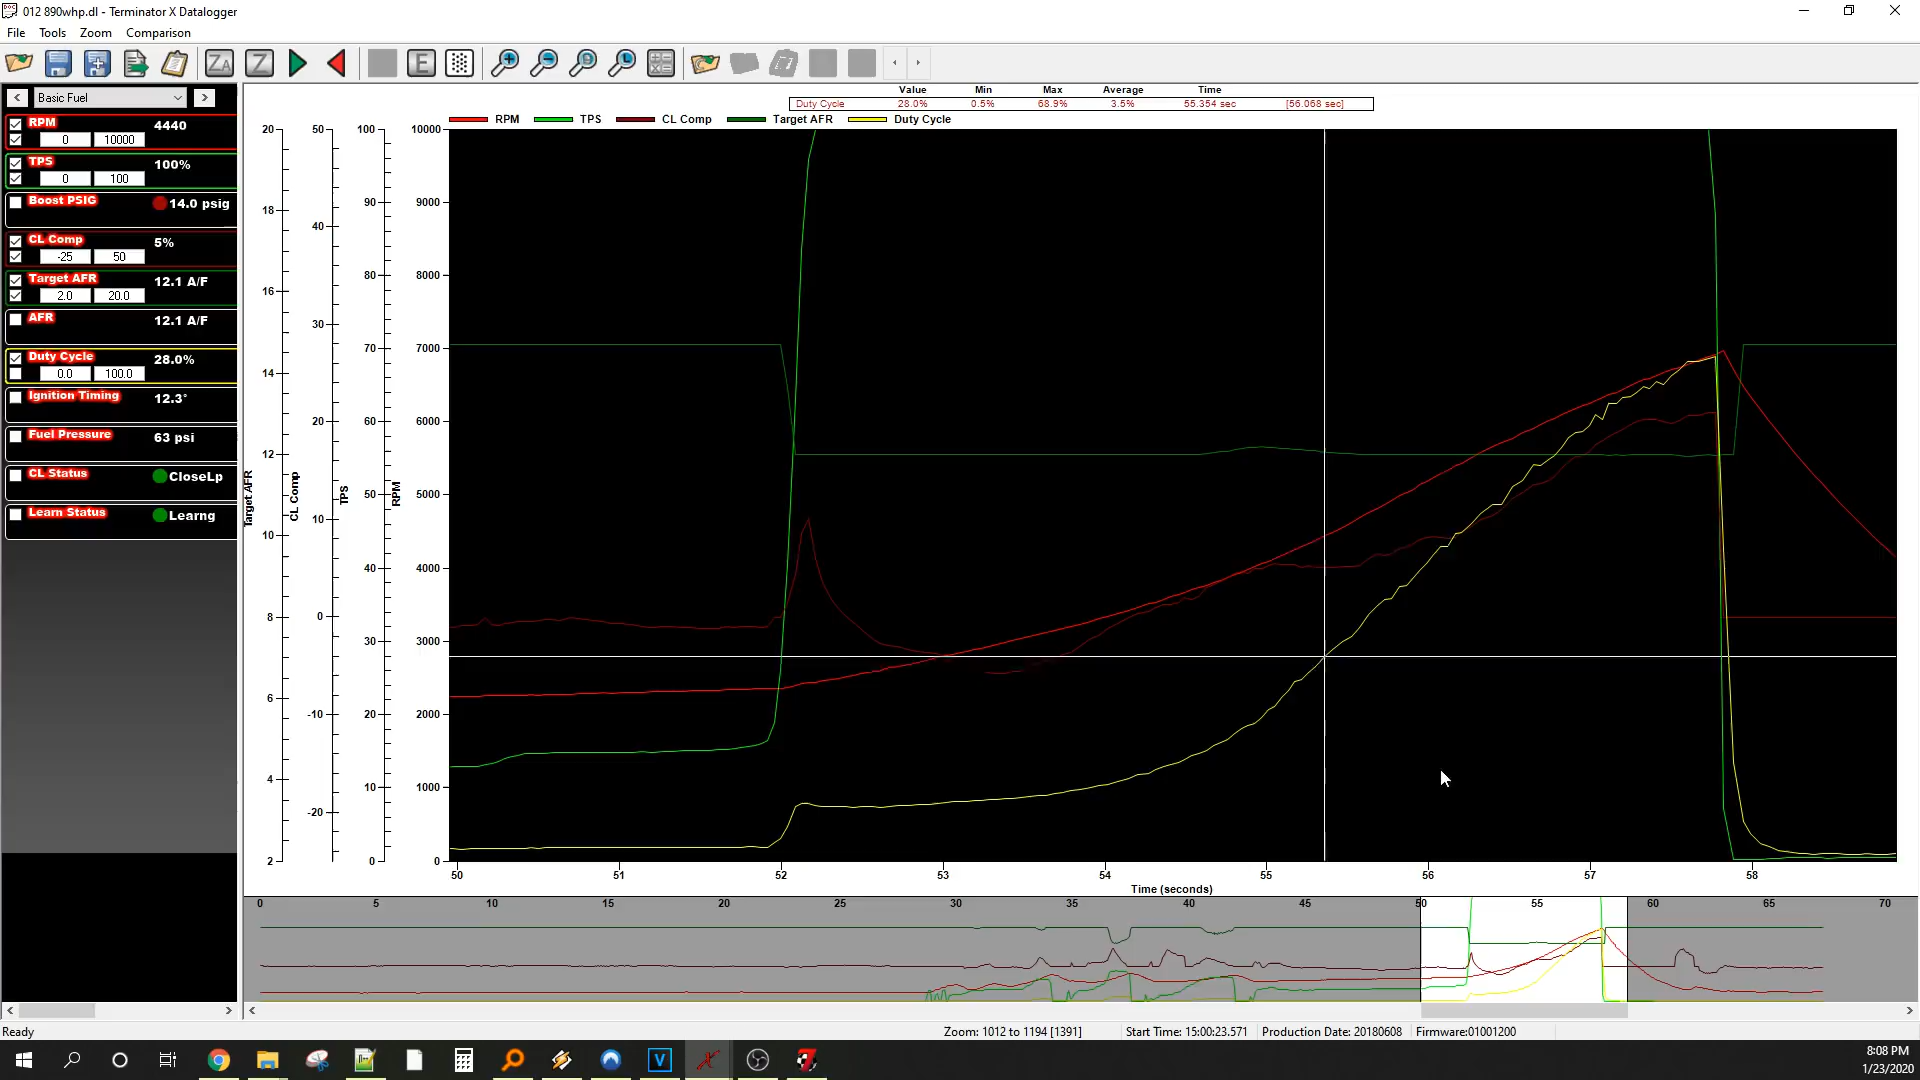 012 890whp.dl - Terminator X Datalogger
File Tools Zoom Comparison
Basic Fuel
RPM 4440
0 10000
TPS 100%
0 100
Boost PSIG 14.0 psig
CL Comp 5%
-25 50
Target AFR 12.1 A/F
2.0 20.0
AFR 12.1 A/F
Duty Cycle 28.0%
0.0 100.0
Ignition Timing 12.3°
Fuel Pressure 63 psi
CL Status CloseLp
Learn Status Learng
Value Min Max Average Time
Duty Cycle 28.0% 0.5% 68.9% 3.5% 55.354 sec [56.068 sec]
RPM TPS CL Comp Target AFR Duty Cycle
20 50 100 10000
90 9000
18
40
80 8000
16
30
70 7000
14
20 60 6000
12
Target AFR CL Comp TPS RPM
50 5000
10
10
40 4000
8 0
30 3000
6
-10 20 2000
4
10 1000
-20
2 0 0
50 51 52 53 54 55 56 57 58
Time (seconds)
0 5 10 15 20 25 30 35 40 45 50 55 60 65 70
Ready
Zoom: 1012 to 1194 [1391] Start Time: 15:00:23.571 Production Date: 20180608 Firmware:01001200
8:08 PM
1/23/2020